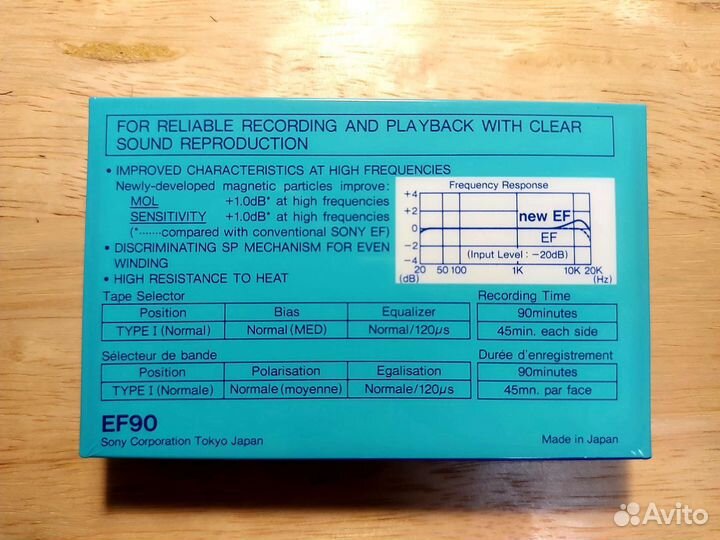 FOR RELIABLE RECORDING AND PLAYBACK WITH CLEAR
SOUND REPRODUCTION
• IMPROVED CHARACTERISTICS AT HIGH FREQUENCIES
Newly-developed magnetic particles improve:
MOL +1.0dB* at high frequencies
SENSITIVITY +1.0dB* at high frequencies
(*.......compared with conventional SONY EF)
• DISCRIMINATING SP MECHANISM FOR EVEN
WINDING
• HIGH RESISTANCE TO HEAT
Frequency Response
+4
+2
0
−2
−4
(dB)
new EF
EF
(Input Level : −20dB)
20 50 100 1K 10K 20K
(Hz)
Tape Selector
Position Bias Equalizer
TYPE I (Normal) Normal (MED) Normal/120μs
Recording Time
90minutes
45min. each side
Sélecteur de bande
Position Polarisation Egalisation
TYPE I (Normale) Normale (moyenne) Normale/120μs
Durée d'enregistrement
90minutes
45mn. par face
EF90
Sony Corporation Tokyo Japan
Made in Japan
Avito